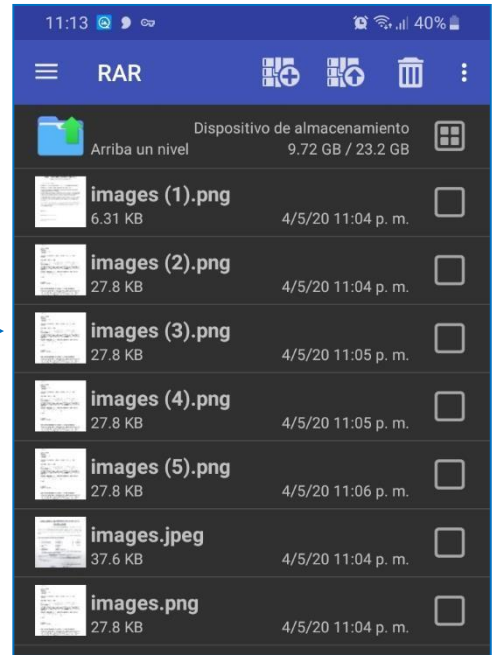 11:13 40%
RAR
Dispositivo de almacenamiento
Arriba un nivel 9.72 GB / 23.2 GB
images (1).png
6.31 KB 4/5/20 11:04 p. m.
images (2).png
27.8 KB 4/5/20 11:04 p. m.
images (3).png
27.8 KB 4/5/20 11:05 p. m.
images (4).png
27.8 KB 4/5/20 11:05 p. m.
images (5).png
27.8 KB 4/5/20 11:06 p. m.
images.jpeg
37.6 KB 4/5/20 11:04 p. m.
images.png
27.8 KB 4/5/20 11:04 p. m.